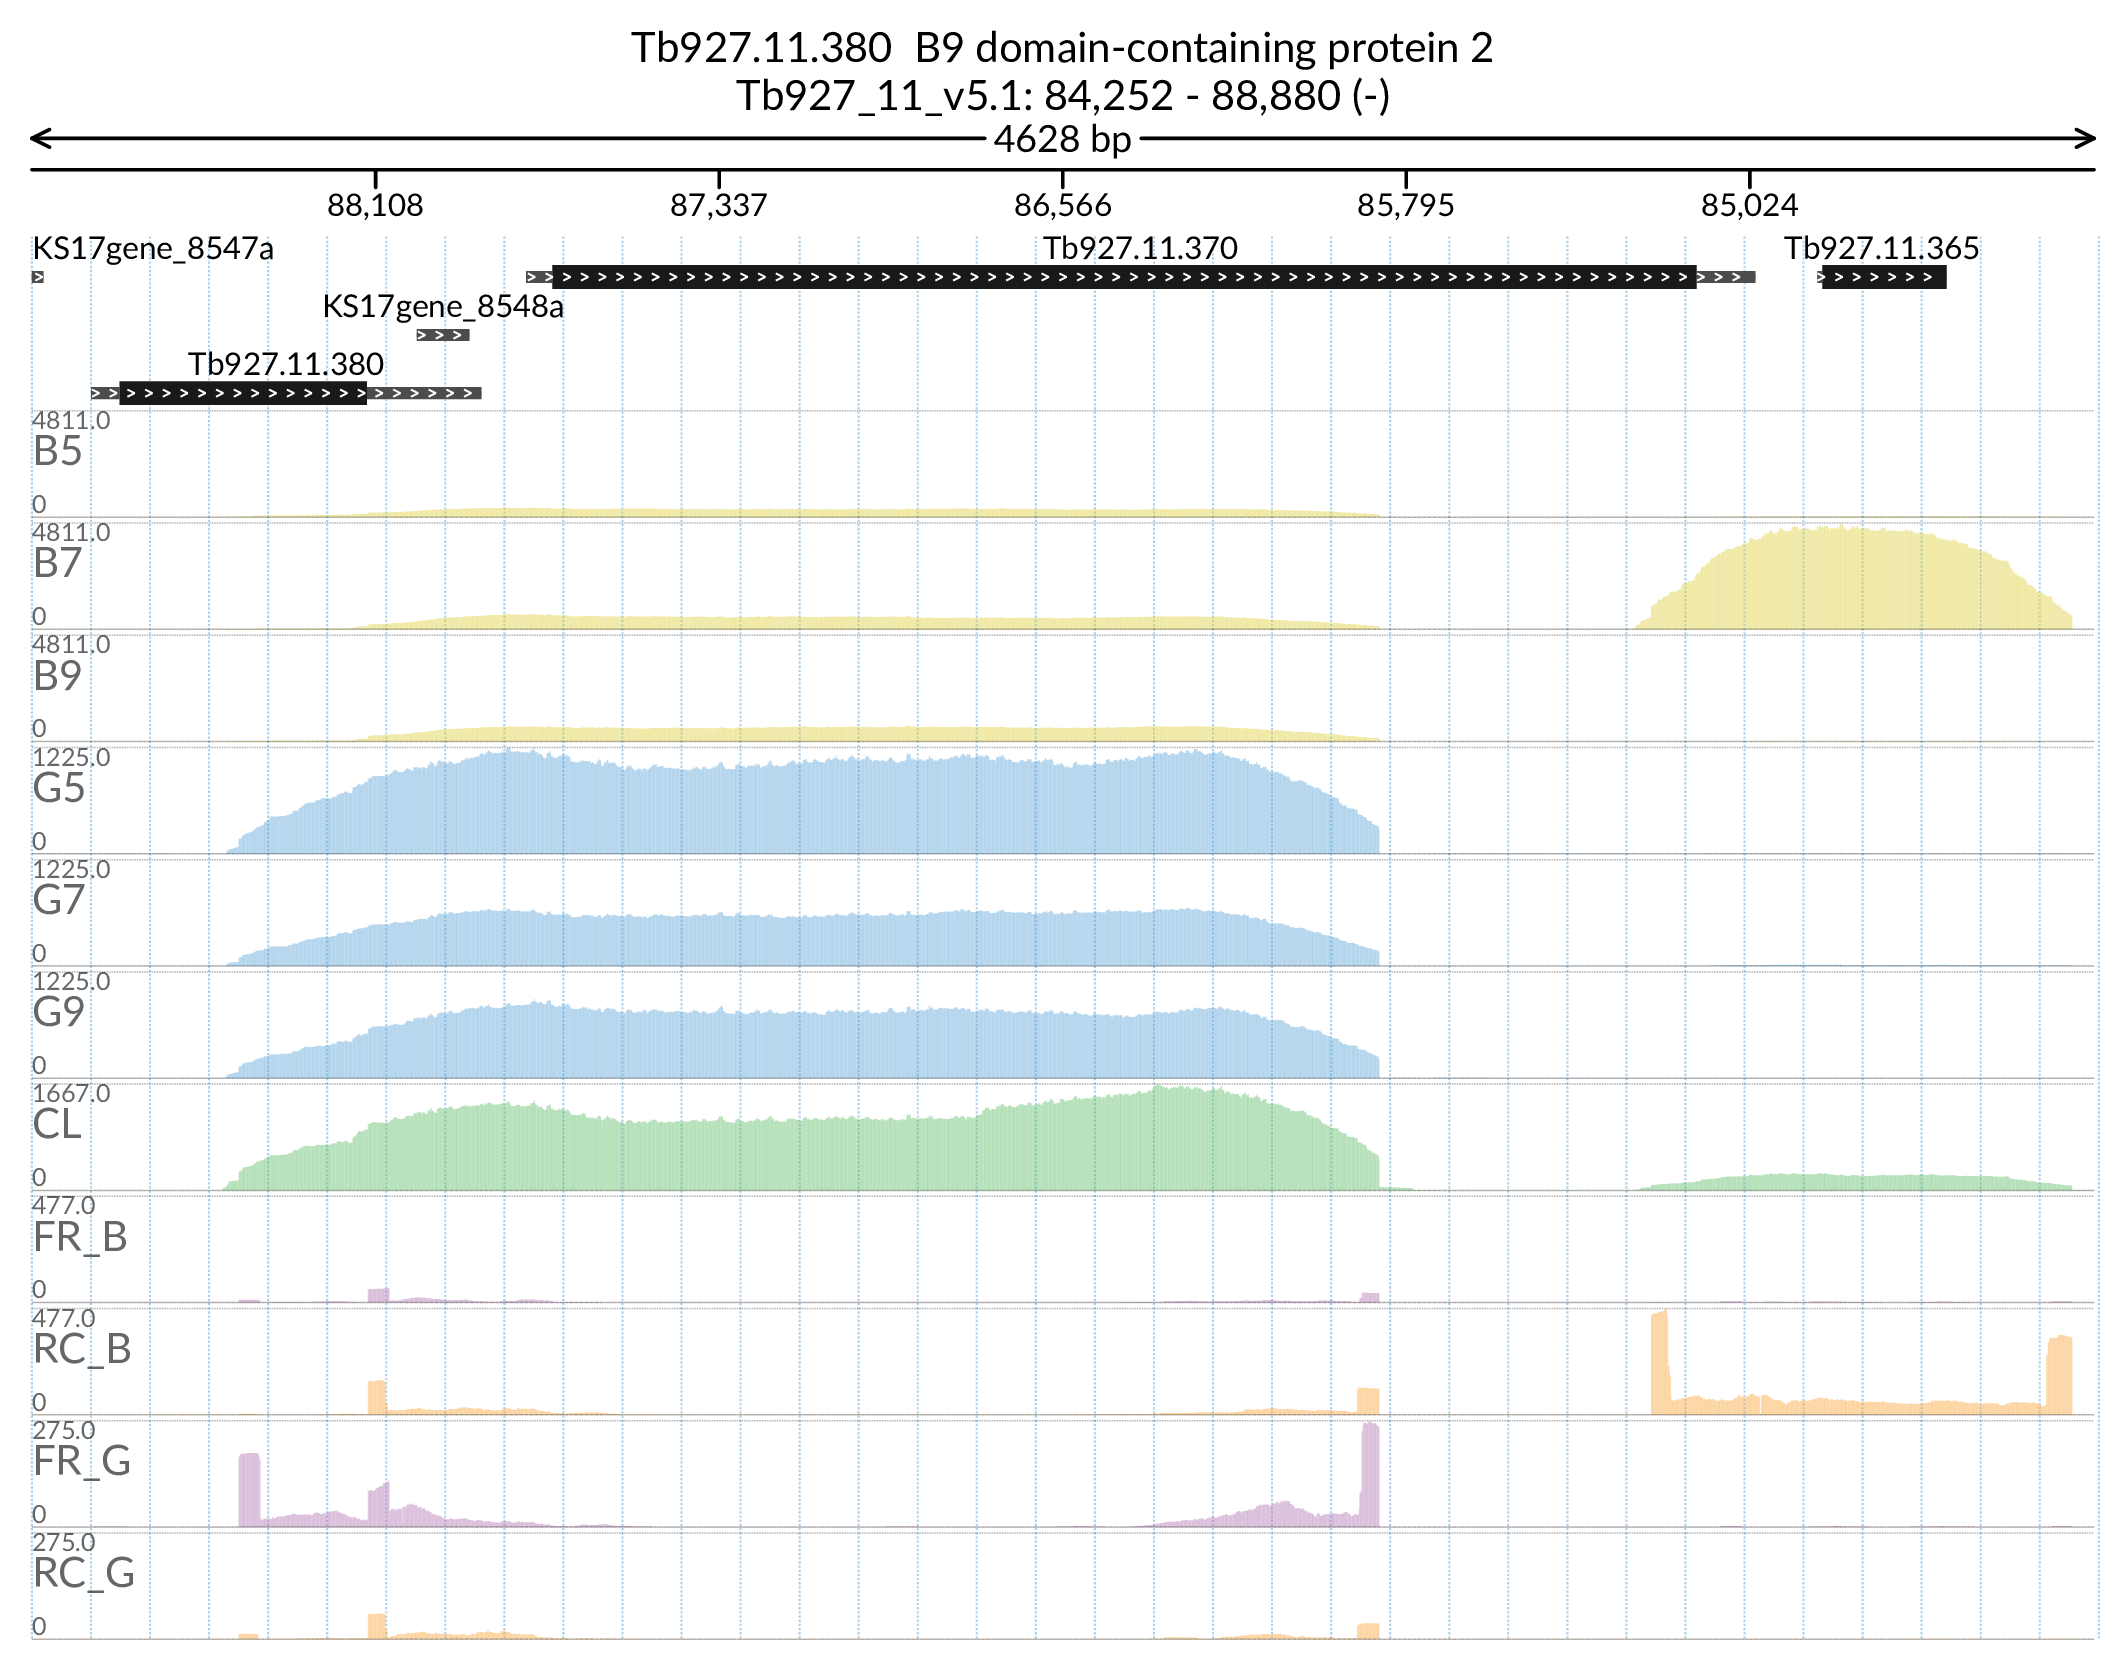 Tb927.11.380  B9 domain-containing protein 2
Tb927_11_v5.1: 84,252 - 88,880 (-)
4628 bp
88,108 87,337 86,566 85,795 85,024
KS17gene_8547a Tb927.11.370 Tb927.11.365
KS17gene_8548a
Tb927.11.380
4811.0
B5
0
4811.0
B7
0
4811.0
B9
0
1225.0
G5
0
1225.0
G7
0
1225.0
G9
0
1667.0
CL
0
477.0
FR_B
0
477.0
RC_B
0
275.0
FR_G
0
275.0
RC_G
0